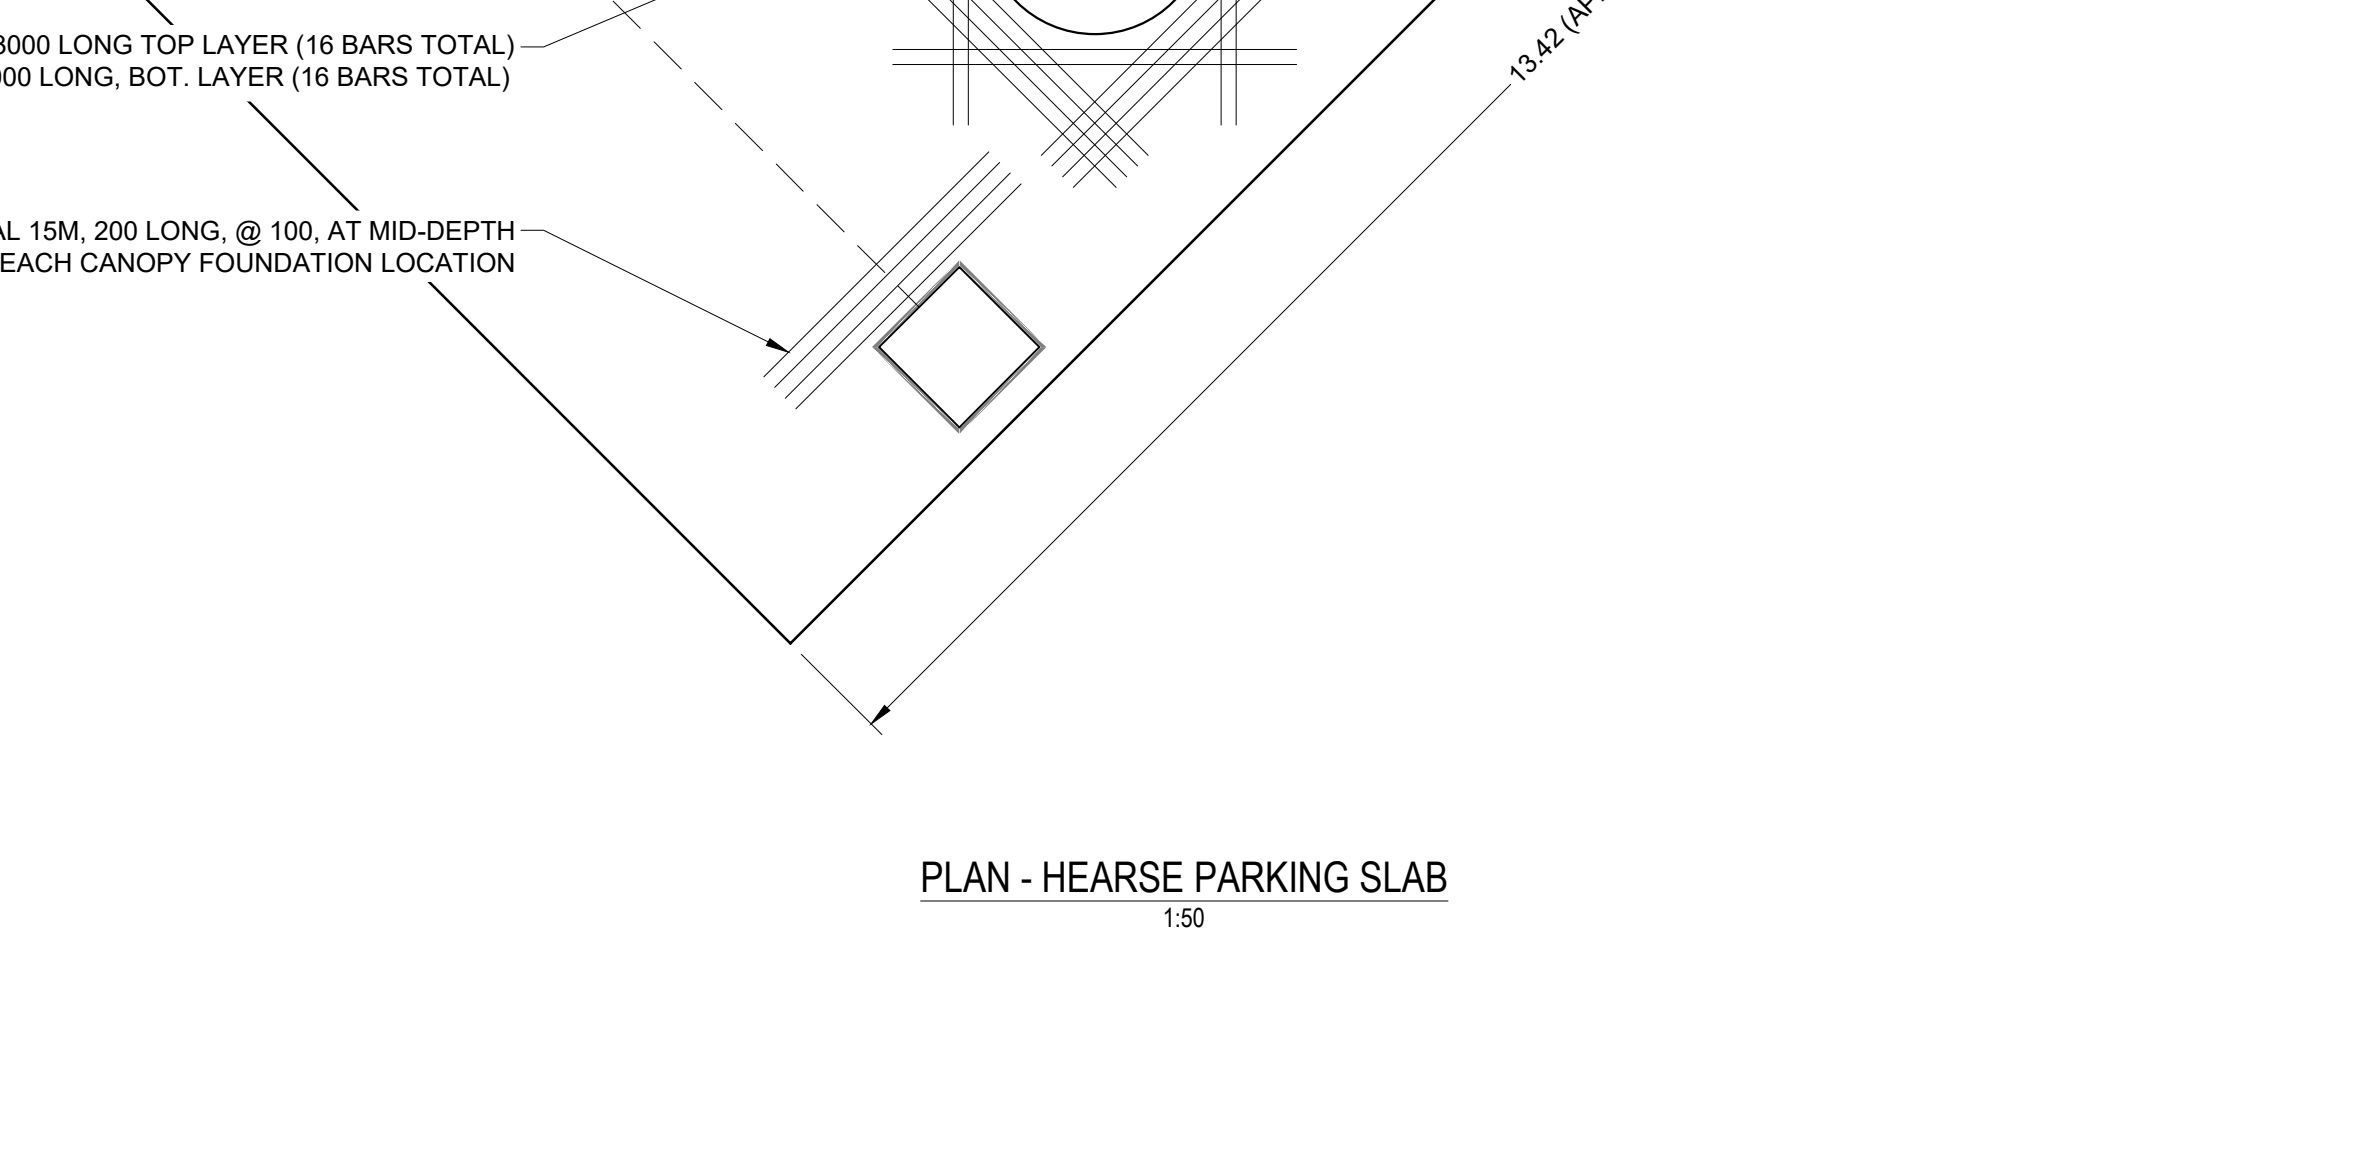 3000 LONG TOP LAYER (16 BARS TOTAL)
000 LONG, BOT. LAYER (16 BARS TOTAL)
13.42
AL 15M, 200 LONG, @ 100, AT MID-DEPTH
EACH CANOPY FOUNDATION LOCATION
PLAN - HEARSE PARKING SLAB
1:50